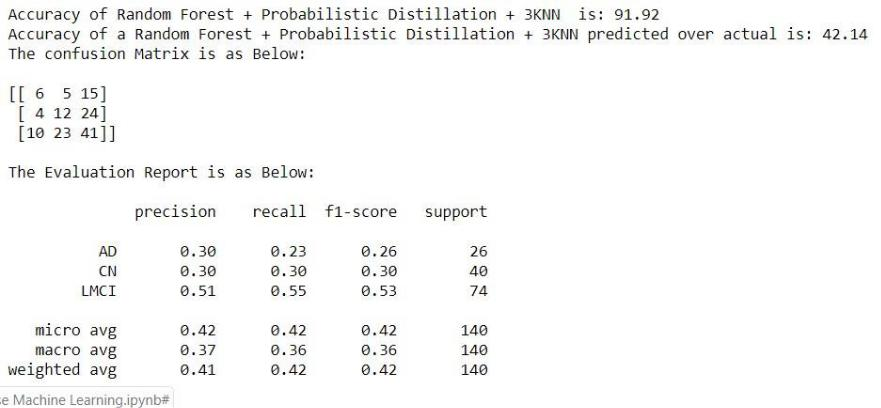 Accuracy of Random Forest + Probabilistic Distillation + 3KNN  is: 91.92
Accuracy of a Random Forest + Probabilistic Distillation + 3KNN predicted over actual is: 42.14
The confusion Matrix is as Below:
[[ 6  5 15]
 [ 4 12 24]
 [10 23 41]]
The Evaluation Report is as Below:
precision recall f1-score support
AD 0.30 0.23 0.26 26
CN 0.30 0.30 0.30 40
LMCI 0.51 0.55 0.53 74
micro avg 0.42 0.42 0.42 140
macro avg 0.37 0.36 0.36 140
weighted avg 0.41 0.42 0.42 140
se Machine Learning.ipynb#